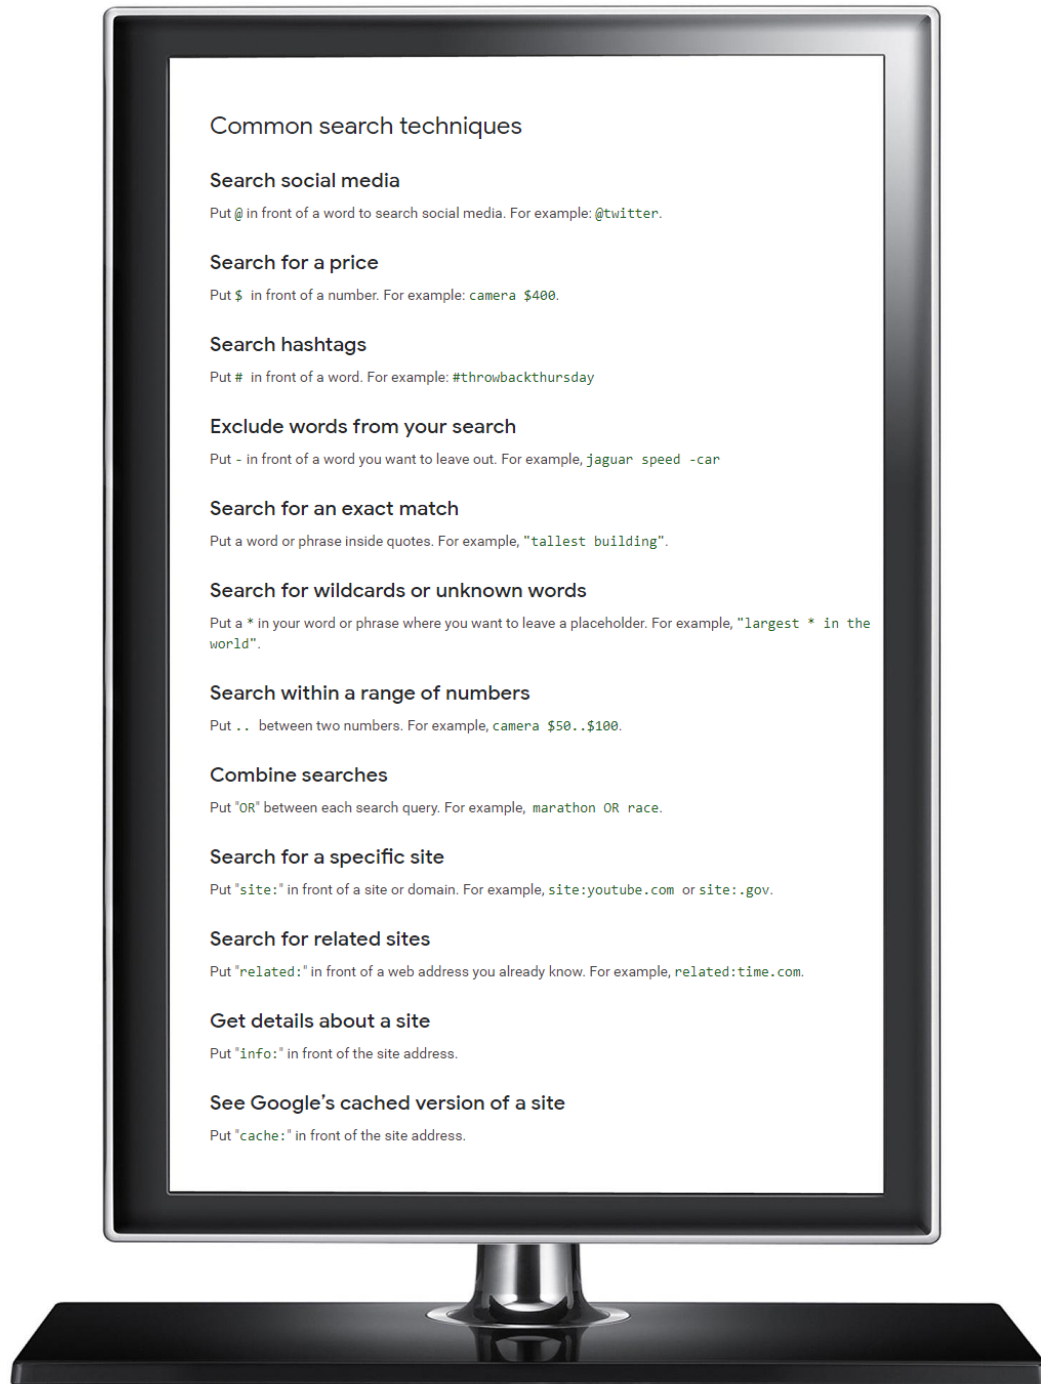 Common search techniques
Search social media
Put @ in front of a word to search social media. For example: @twitter.
Search for a price
Put $ in front of a number. For example: camera $400.
Search hashtags
Put # in front of a word. For example: #throwbackthursday
Exclude words from your search
Put - in front of a word you want to leave out. For example, jaguar speed -car
Search for an exact match
Put a word or phrase inside quotes. For example, "tallest building".
Search for wildcards or unknown words
Put a * in your word or phrase where you want to leave a placeholder. For example, "largest * in the
world".
Search within a range of numbers
Put .. between two numbers. For example, camera $50..$100.
Combine searches
Put "OR" between each search query. For example, marathon OR race.
Search for a specific site
Put "site:" in front of a site or domain. For example, site:youtube.com or site:.gov.
Search for related sites
Put "related:" in front of a web address you already know. For example, related:time.com.
Get details about a site
Put "info:" in front of the site address.
See Google’s cached version of a site
Put "cache:" in front of the site address.